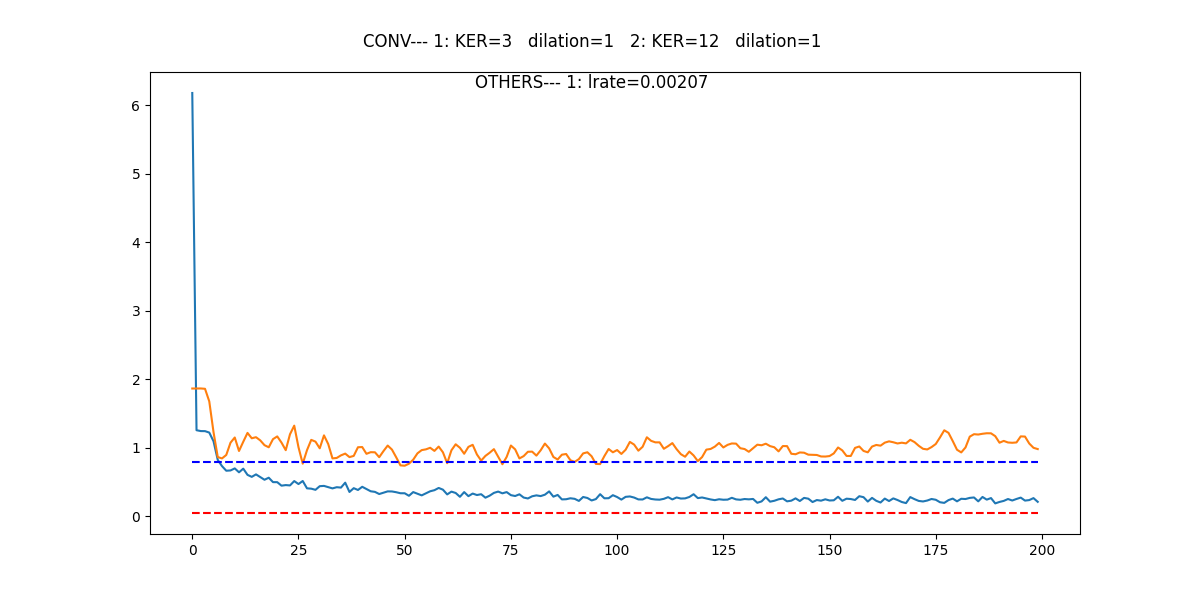 CONV--- 1: KER=3   dilation=1   2: KER=12   dilation=1
OTHERS--- 1: lrate=0.00207
6
5
4
3
2
1
0
0 25 50 75 100 125 150 175 200